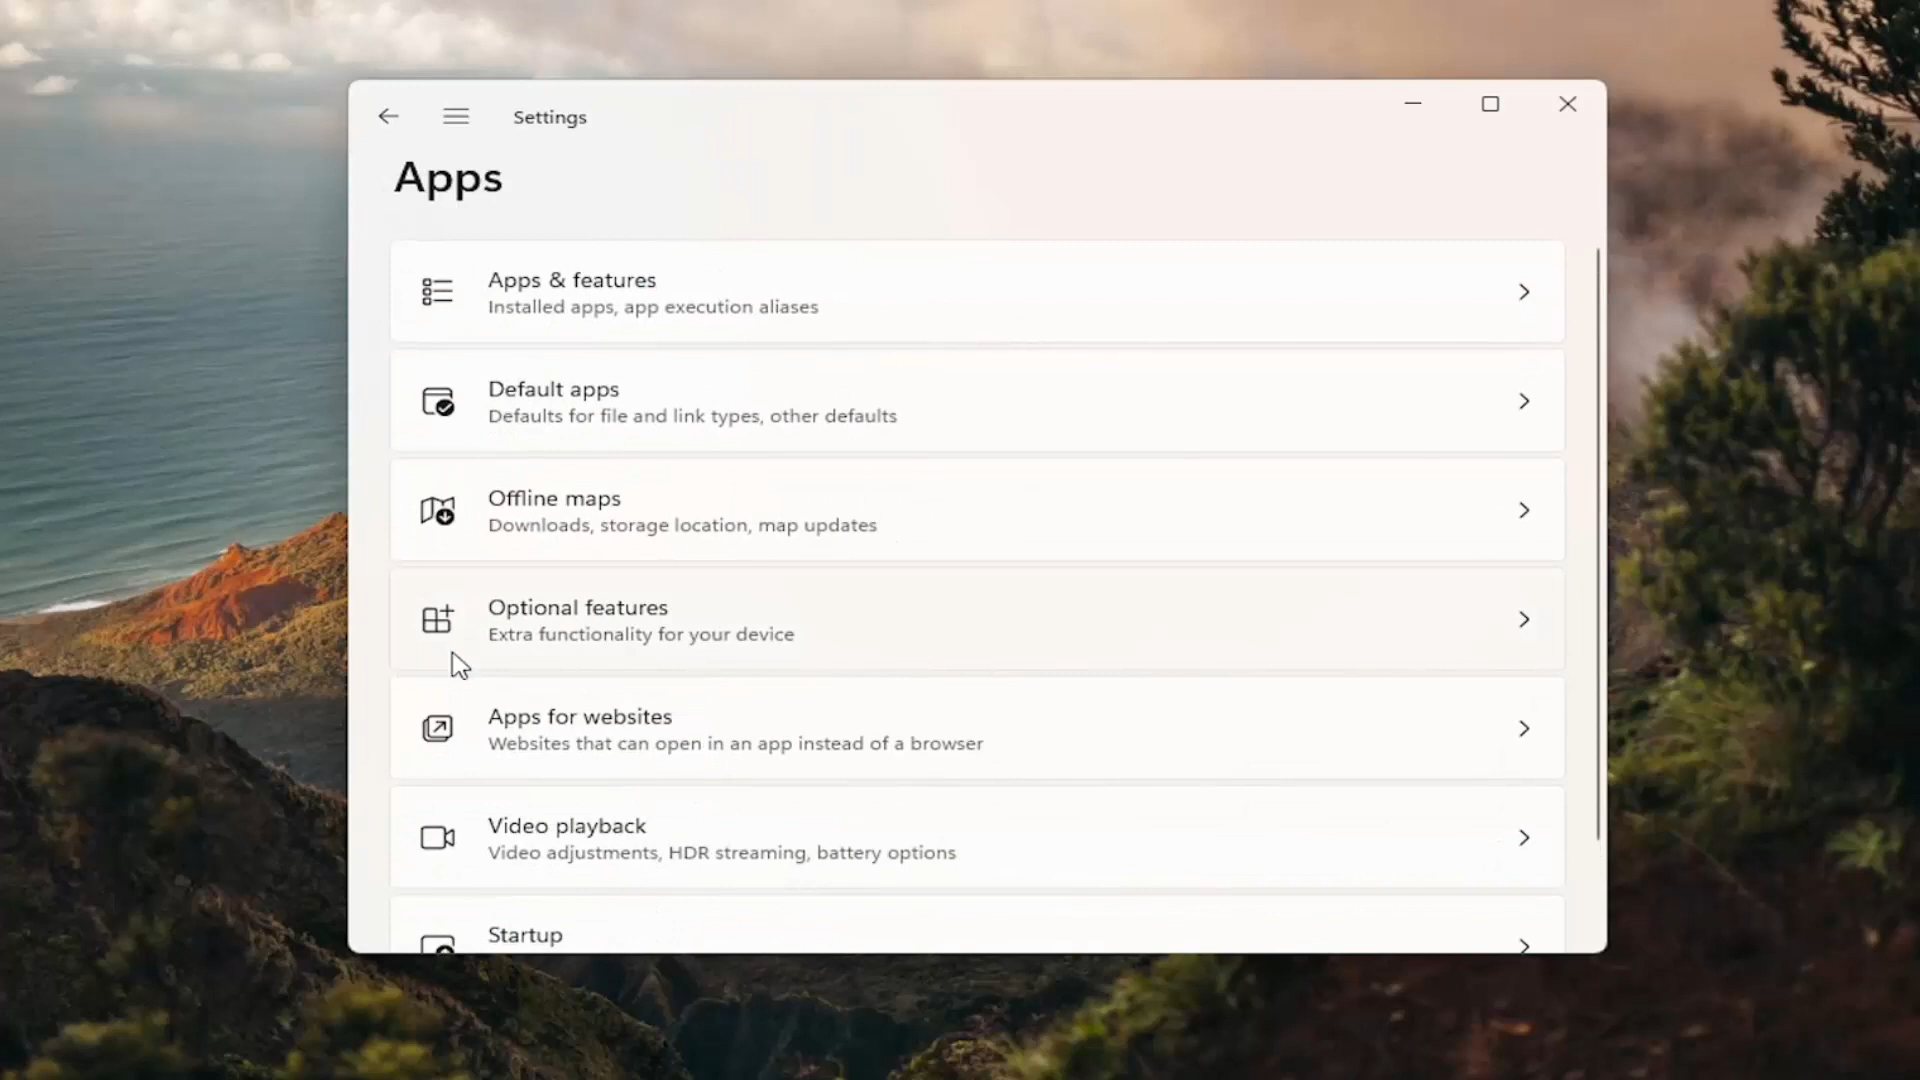 Settings
Apps
Apps & features
Installed apps, app execution aliases
Default apps
Defaults for file and link types, other defaults
Offline maps
Downloads, storage location, map updates
Optional features
Extra functionality for your device
Apps for websites
Websites that can open in an app instead of a browser
Video playback
Video adjustments, HDR streaming, battery options
Startup